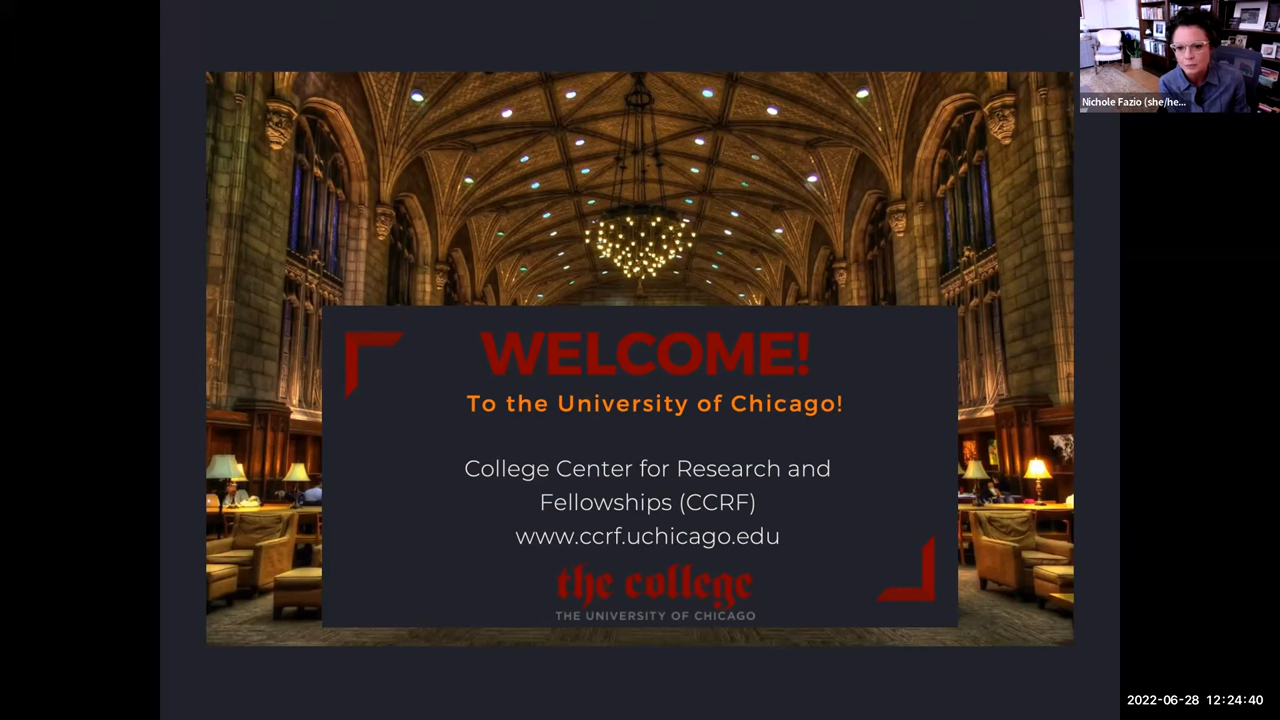 Nichole Fazio (she/he...
WELCOME!
To the University of Chicago!
College Center for Research and
Fellowships (CCRF)
www.ccrf.uchicago.edu
the college
THE UNIVERSITY OF CHICAGO
2022-06-28 12:24:40